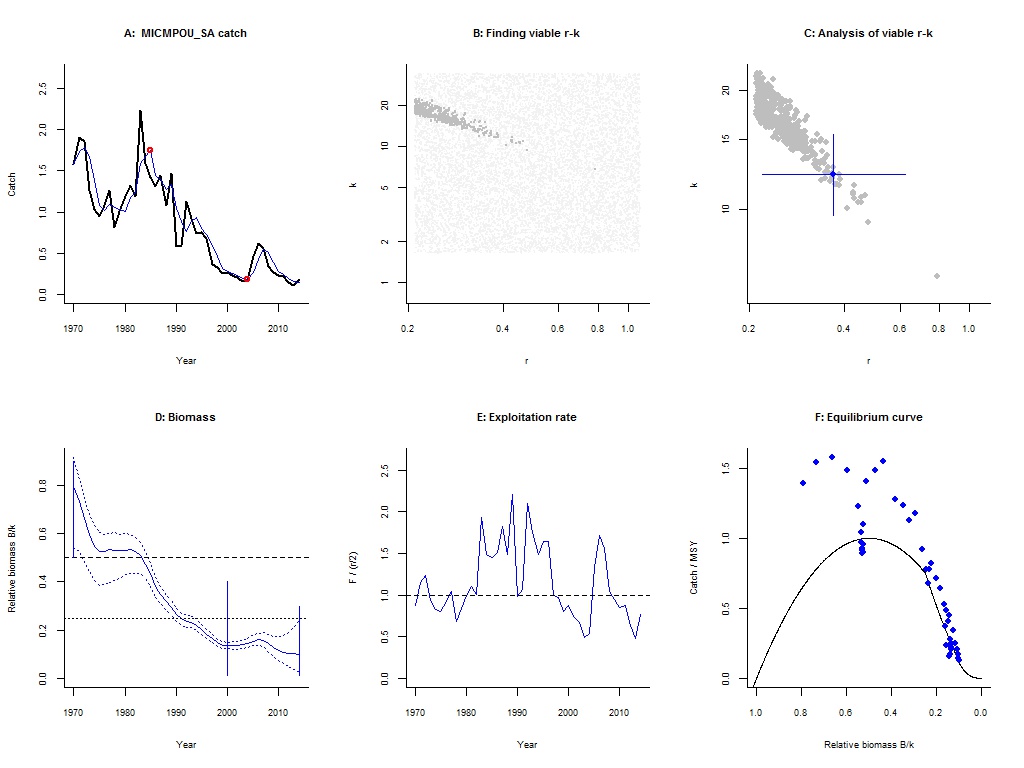 A: MICMPOU_SA catch
B: Finding viable r-k
C: Analysis of viable r-k
Catch
0.0 0.5 1.0 1.5 2.0 2.5
1970 1980 1990 2000 2010
Year
k
1 2 5 10 20
0.2 0.4 0.6 0.8 1.0
r
k
10 15 20
0.2 0.4 0.6 0.8 1.0
r
D: Biomass
E: Exploitation rate
F: Equilibrium curve
Relative biomass B/k
0.0 0.2 0.4 0.6 0.8
1970 1980 1990 2000 2010
Year
F / (r/2)
0.0 0.5 1.0 1.5 2.0 2.5
1970 1980 1990 2000 2010
Year
Catch / MSY
0.0 0.5 1.0 1.5
1.0 0.8 0.6 0.4 0.2 0.0
Relative biomass B/k